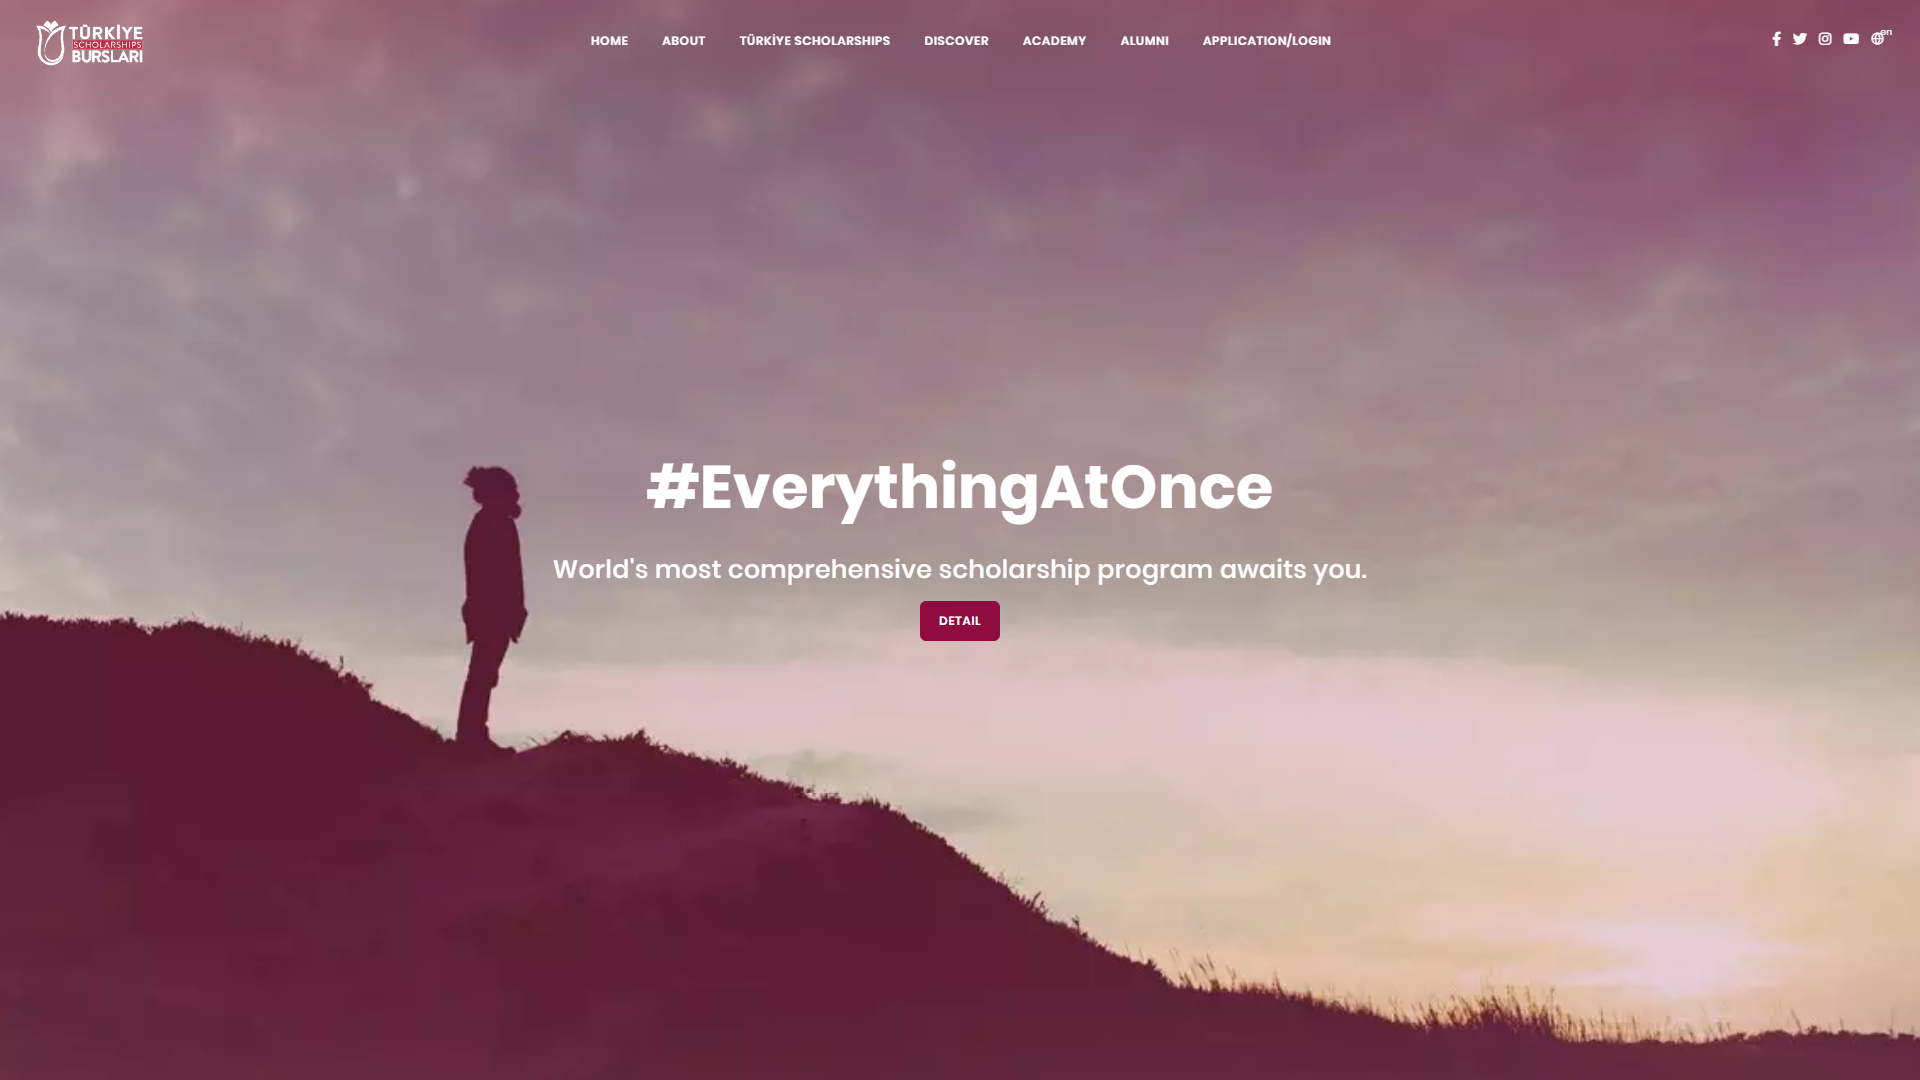 TÜRKİYE
SCHOLARSHIPS
BURSLARI
HOME ABOUT TÜRKİYE SCHOLARSHIPS DISCOVER ACADEMY ALUMNI APPLICATION/LOGIN
en
#EverythingAtOnce
World's most comprehensive scholarship program awaits you.
DETAIL